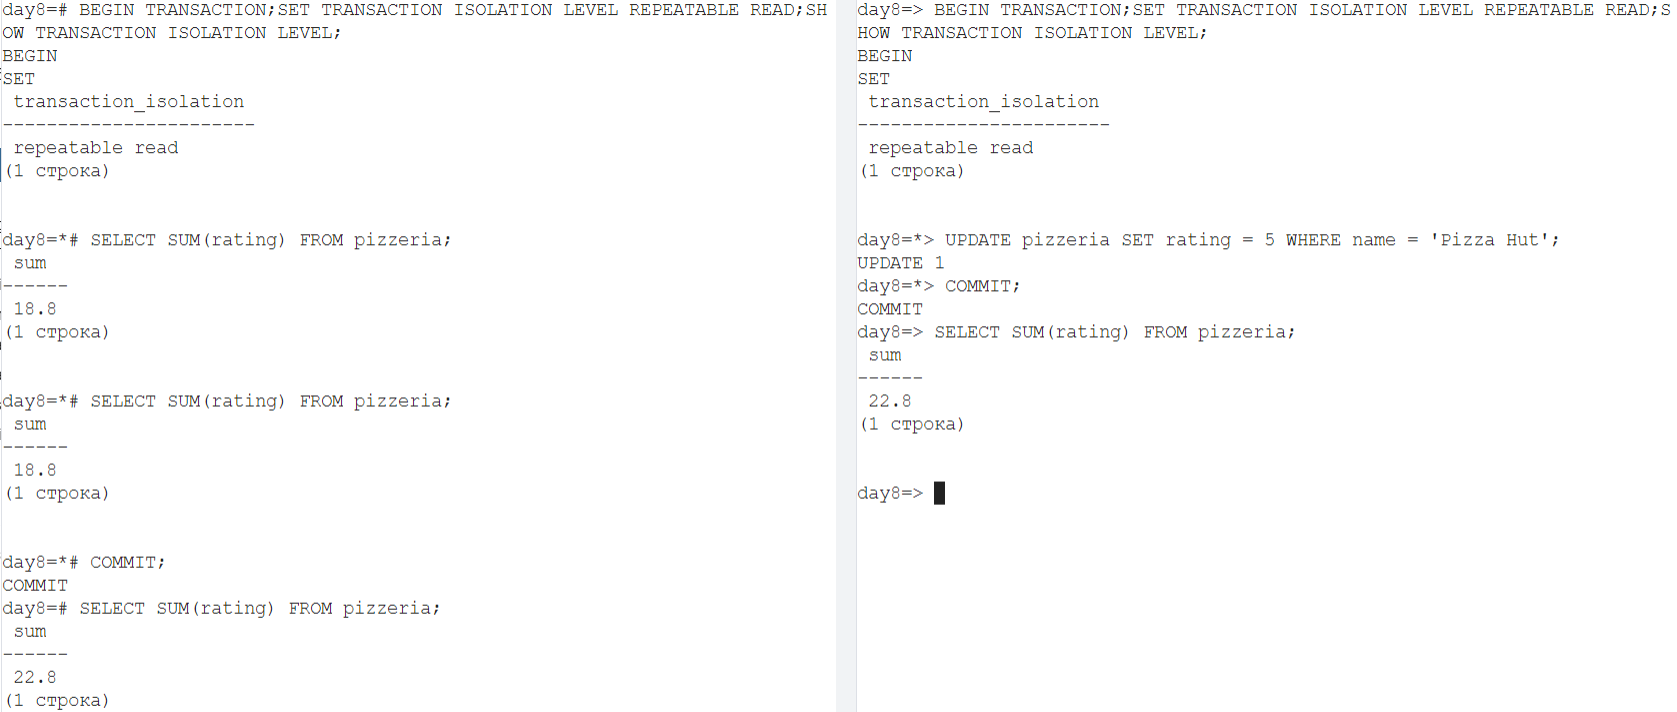 day8=# BEGIN TRANSACTION;SET TRANSACTION ISOLATION LEVEL REPEATABLE READ;SH
OW TRANSACTION ISOLATION LEVEL;
BEGIN
SET
transaction_isolation
-----------------------
repeatable read
(1 строка)
day8=*# SELECT SUM(rating) FROM pizzeria;
sum
------
18.8
(1 строка)
day8=*# SELECT SUM(rating) FROM pizzeria;
sum
------
18.8
(1 строка)
day8=*# COMMIT;
COMMIT
day8=# SELECT SUM(rating) FROM pizzeria;
sum
------
22.8
(1 строка)
day8=> BEGIN TRANSACTION;SET TRANSACTION ISOLATION LEVEL REPEATABLE READ;S
HOW TRANSACTION ISOLATION LEVEL;
BEGIN
SET
transaction_isolation
-----------------------
repeatable read
(1 строка)
day8=*> UPDATE pizzeria SET rating = 5 WHERE name = 'Pizza Hut';
UPDATE 1
day8=*> COMMIT;
COMMIT
day8=> SELECT SUM(rating) FROM pizzeria;
sum
------
22.8
(1 строка)
day8=>